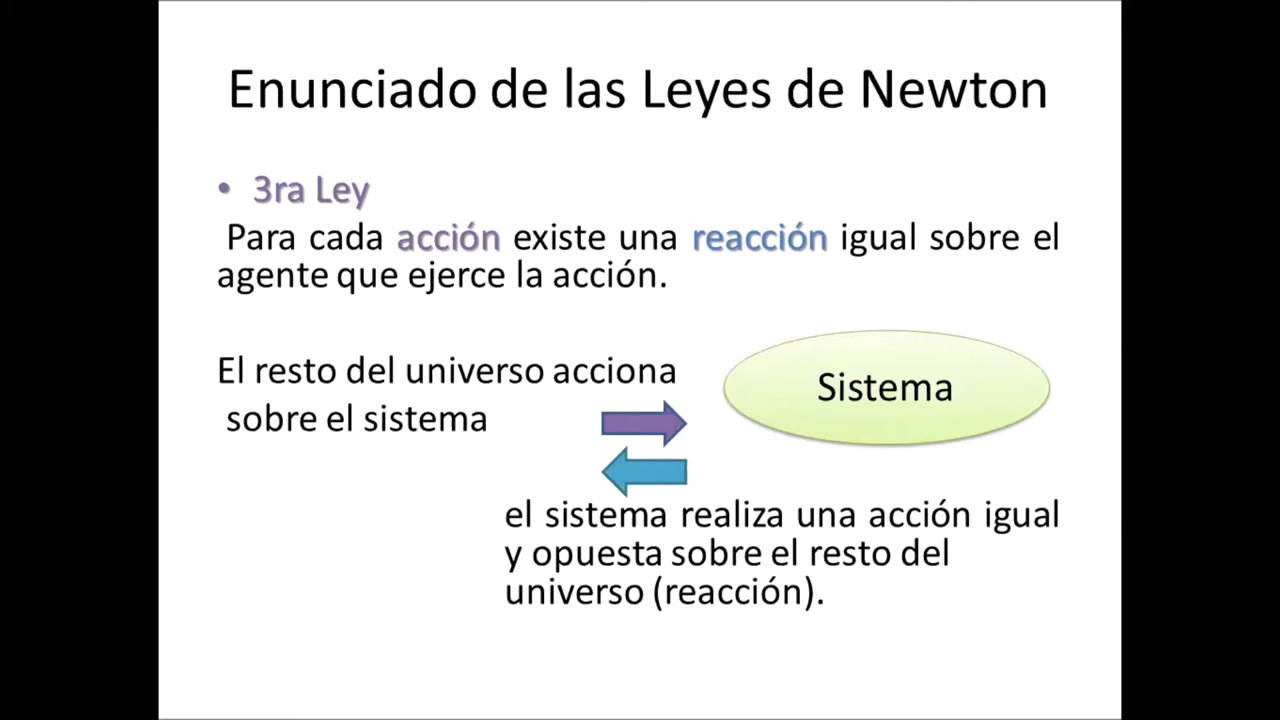 Enunciado de las Leyes de Newton
• 3ra Ley
Para cada acción existe una reacción igual sobre el
agente que ejerce la acción.
El resto del universo acciona
sobre el sistema
Sistema
el sistema realiza una acción igual
y opuesta sobre el resto del
universo (reacción).